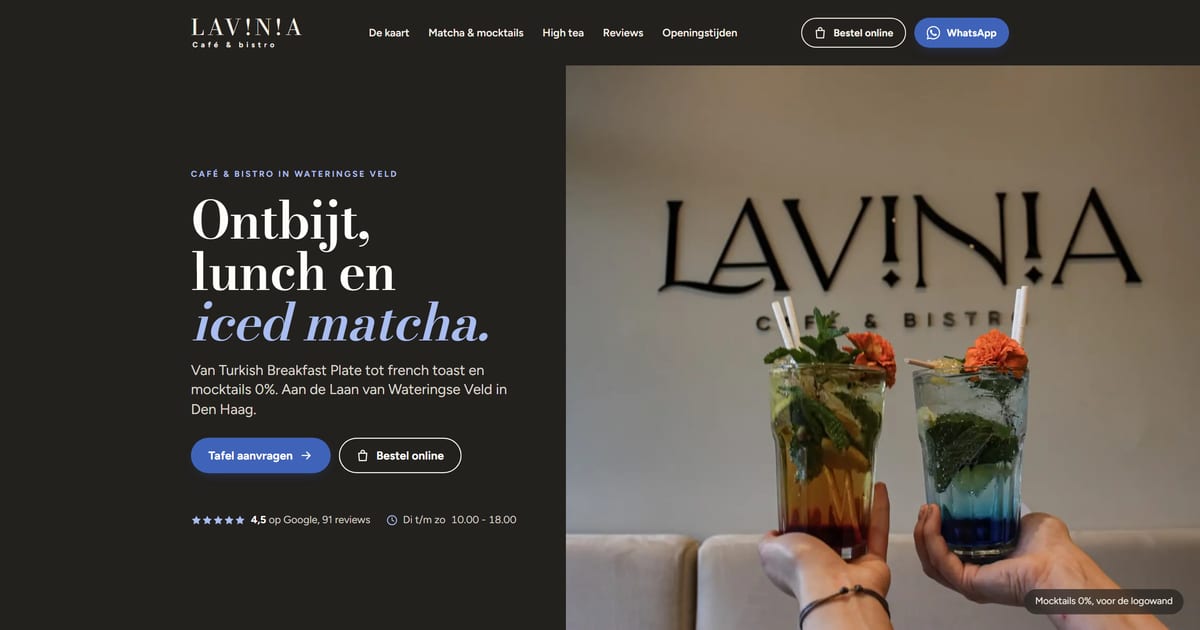 LAV!N!A
Café & bistro
De kaart
Matcha & mocktails
High tea
Reviews
Openingstijden
Bestel online
WhatsApp
CAFÉ & BISTRO IN WATERINGSE VELD
Ontbijt,
lunch en
iced matcha.
Van Turkish Breakfast Plate tot french toast en
mocktails 0%. Aan de Laan van Wateringse Veld in
Den Haag.
Tafel aanvragen
Bestel online
4,5 op Google, 91 reviews
Di t/m zo 10.00 - 18.00
LAV!N!A
CAFÉ & BISTRO
Mocktails 0%, voor de logowand